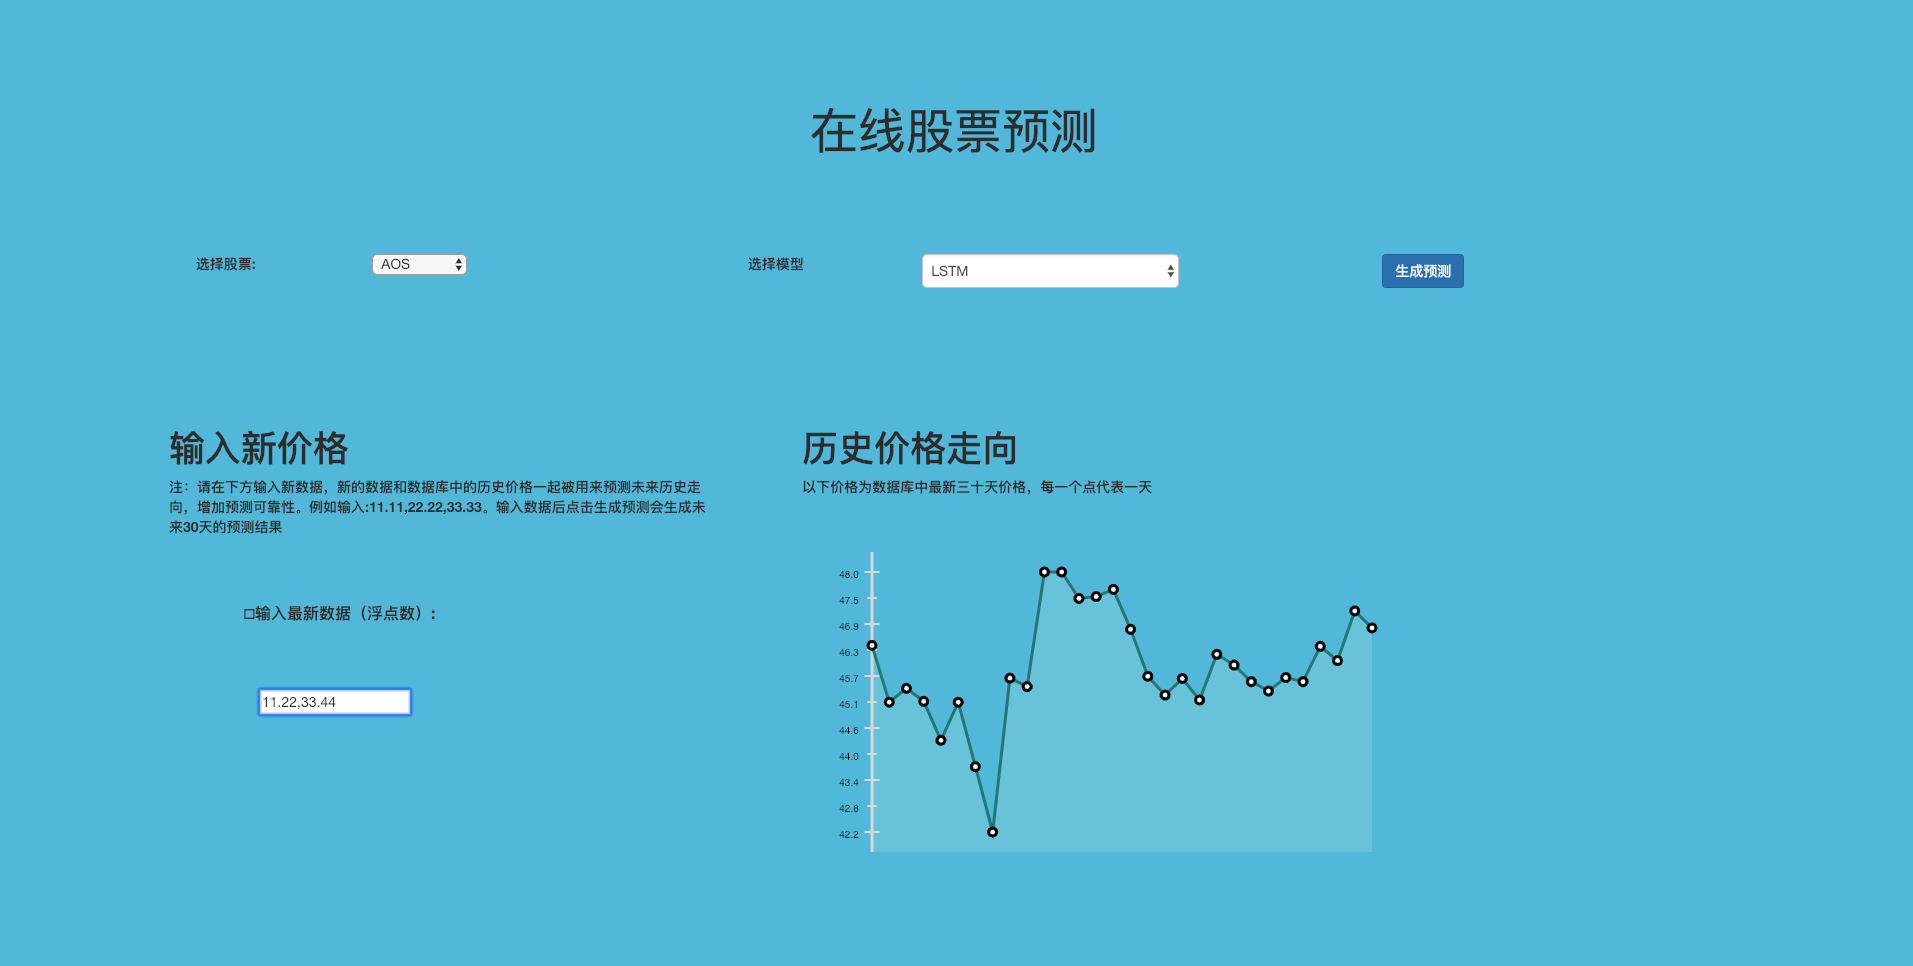 在线股票预测
选择股票:
AOS
选择模型
LSTM
生成预测
输入新价格
注：请在下方输入新数据，新的数据和数据库中的历史价格一起被用来预测未来历史走
向，增加预测可靠性。例如输入:11.11,22.22,33.33。输入数据后点击生成预测会生成未
来30天的预测结果
□输入最新数据（浮点数）:
11.22,33.44
历史价格走向
以下价格为数据库中最新三十天价格，每一个点代表一天
48.0
47.5
46.9
46.3
45.7
45.1
44.6
44.0
43.4
42.8
42.2